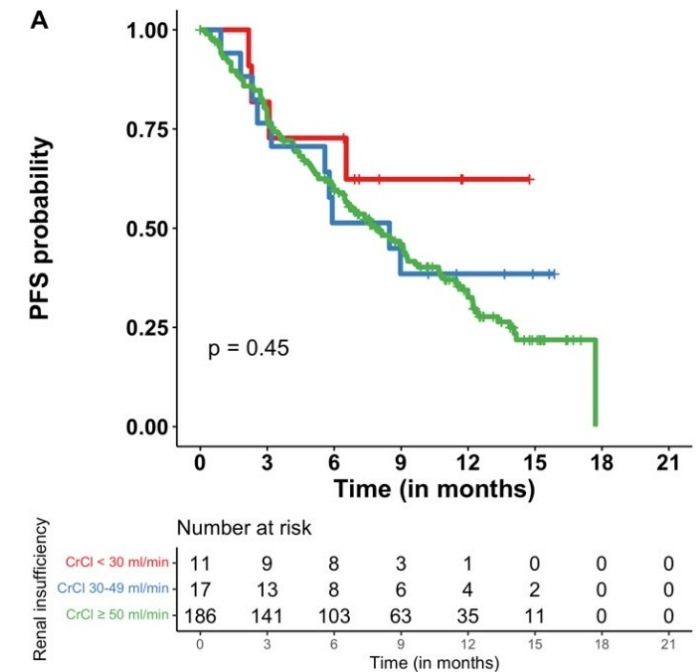 A
PFS probability
1.00
0.75
0.50
0.25
0.00
p = 0.45
0 3 6 9 12 15 18 21
Time (in months)
Number at risk
Renal insufficiency
CrCl < 30 ml/min 11 9 8 3 1 0 0 0
CrCl 30-49 ml/min 17 13 8 6 4 2 0 0
CrCl ≥ 50 ml/min 186 141 103 63 35 11 0 0
0 3 6 9 12 15 18 21
Time (in months)